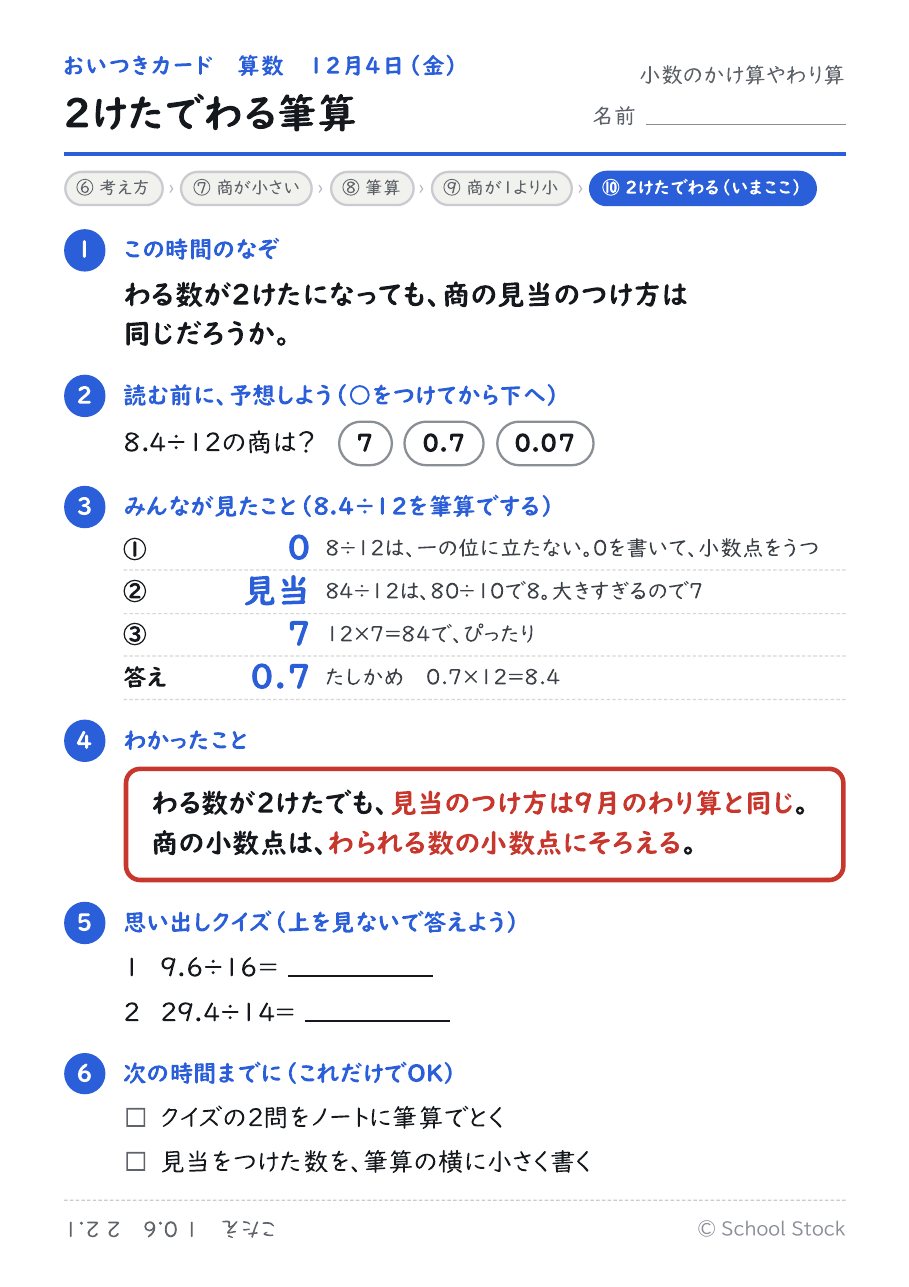 おいつきカード　算数　12月4日（金）
小数のかけ算やわり算
2けたでわる筆算
名前
⑥ 考え方 › ⑦ 商が小さい › ⑧ 筆算 › ⑨ 商が1より小 › ⑩ 2けたでわる（いまここ）
1 この時間のなぞ
わる数が2けたになっても、商の見当のつけ方は
同じだろうか。
2 読む前に、予想しよう（○をつけてから下へ）
8.4÷12の商は？ 7 0.7 0.07
3 みんなが見たこと（8.4÷12を筆算でする）
① 0 8÷12は、一の位に立たない。0を書いて、小数点をうつ
② 見当 84÷12は、80÷10で8。大きすぎるので7
③ 7 12×7=84で、ぴったり
答え 0.7 たしかめ　0.7×12=8.4
4 わかったこと
わる数が2けたでも、見当のつけ方は9月のわり算と同じ。
商の小数点は、わられる数の小数点にそろえる。
5 思い出しクイズ（上を見ないで答えよう）
1 9.6÷16=
2 29.4÷14=
6 次の時間までに（これだけでOK）
□ クイズの2問をノートに筆算でとく
□ 見当をつけた数を、筆算の横に小さく書く
こたえ　1 0.6　2 2.1
© School Stock